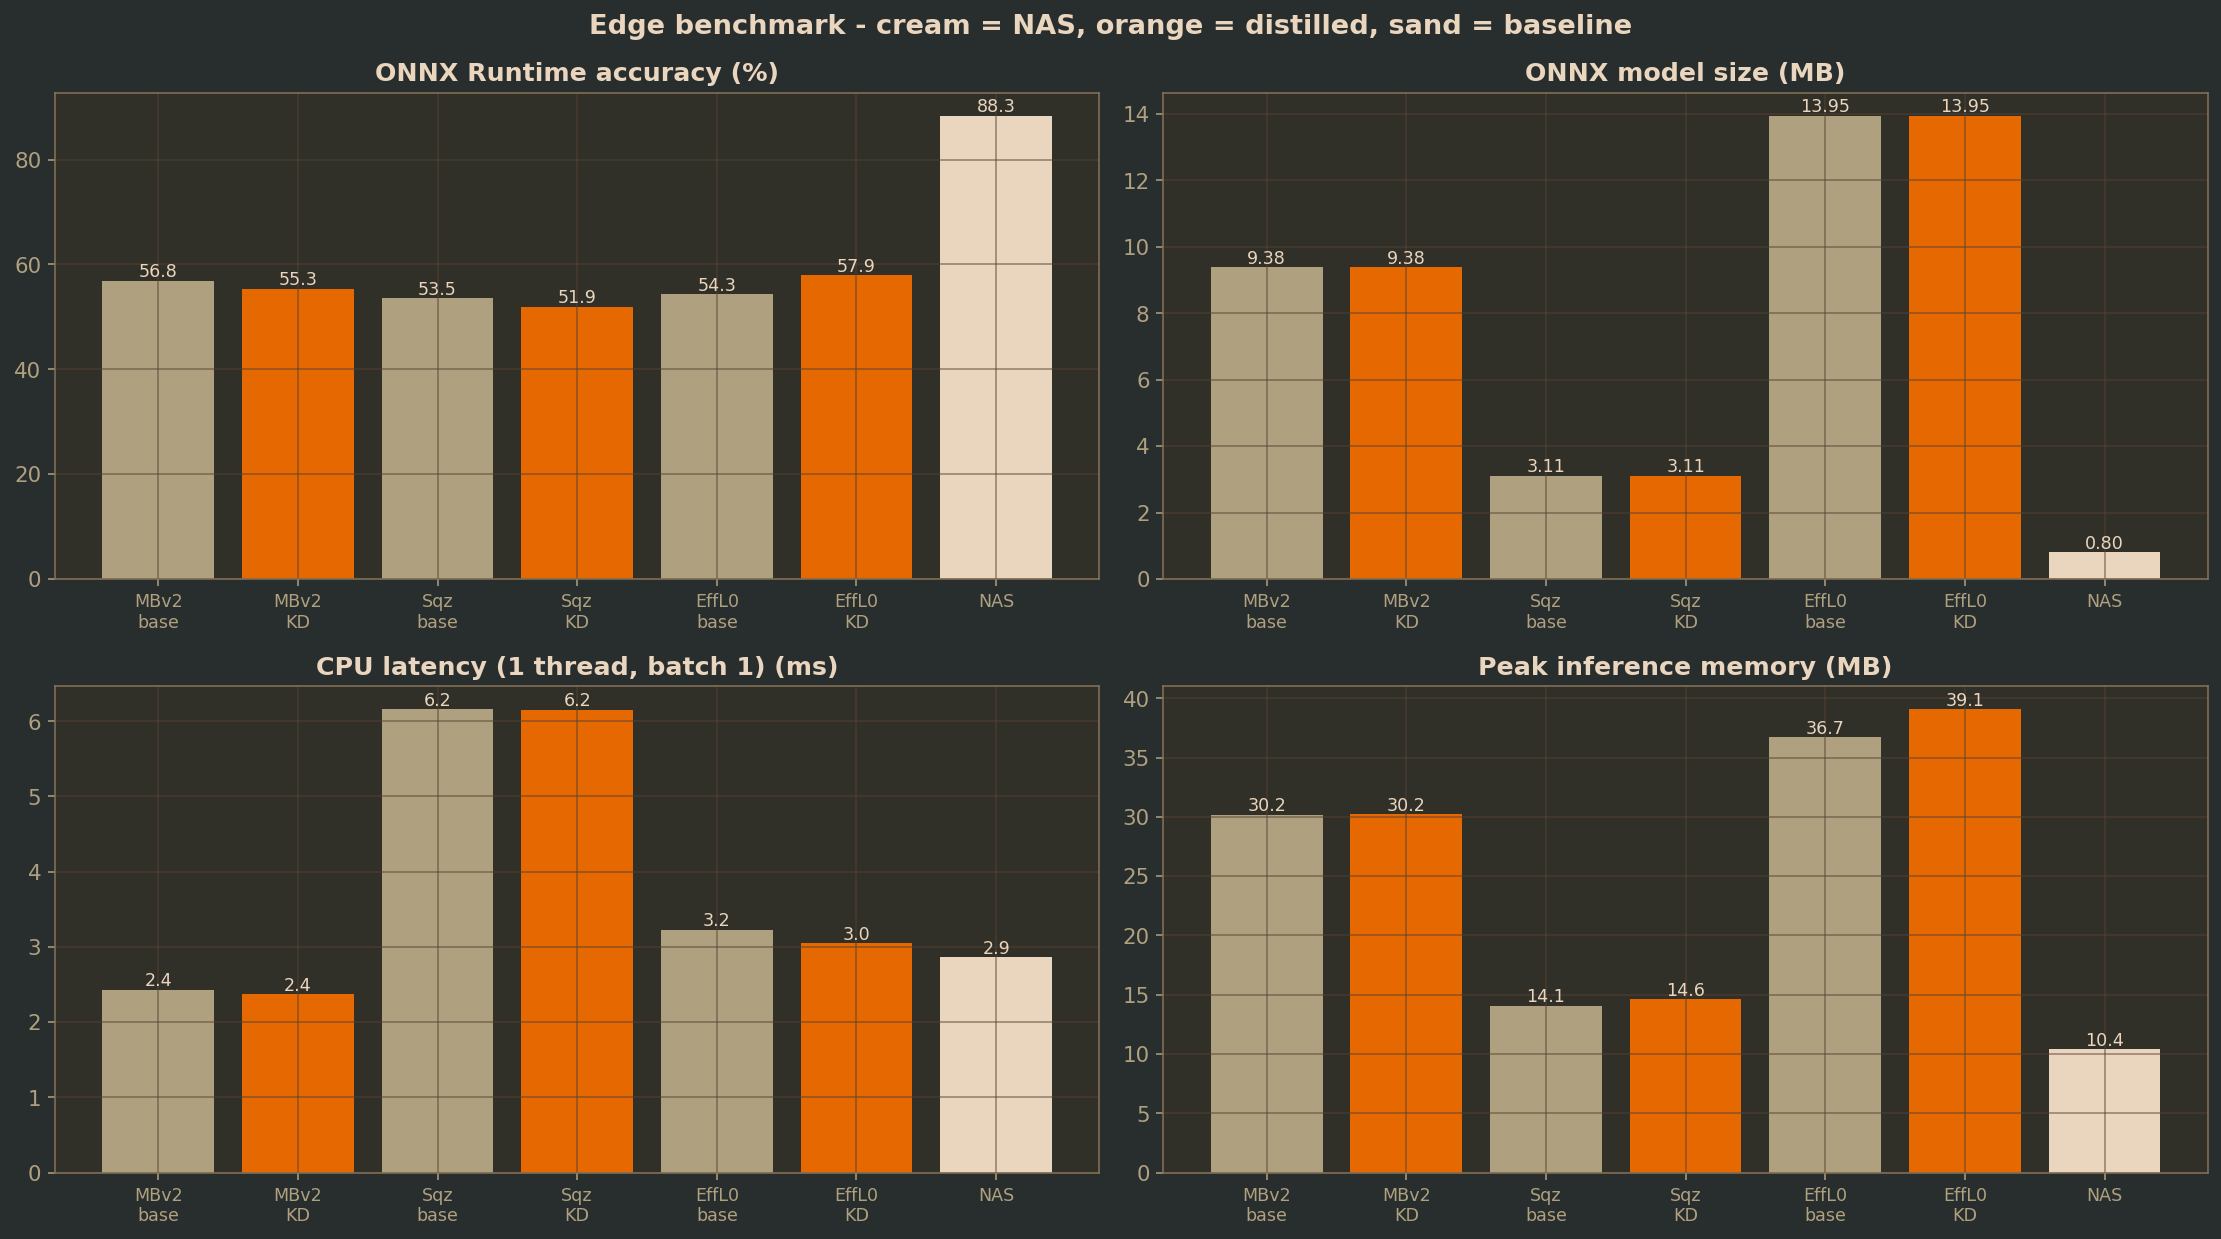 Edge benchmark - cream = NAS, orange = distilled, sand = baseline
ONNX Runtime accuracy (%)
80
60
40
20
0
56.8
55.3
53.5
51.9
54.3
57.9
88.3
MBv2
base
MBv2
KD
Sqz
base
Sqz
KD
EffL0
base
EffL0
KD
NAS
ONNX model size (MB)
14
12
10
8
6
4
2
0
9.38
9.38
3.11
3.11
13.95
13.95
0.80
MBv2
base
MBv2
KD
Sqz
base
Sqz
KD
EffL0
base
EffL0
KD
NAS
CPU latency (1 thread, batch 1) (ms)
6
5
4
3
2
1
0
2.4
2.4
6.2
6.2
3.2
3.0
2.9
MBv2
base
MBv2
KD
Sqz
base
Sqz
KD
EffL0
base
EffL0
KD
NAS
Peak inference memory (MB)
40
35
30
25
20
15
10
5
0
30.2
30.2
14.1
14.6
36.7
39.1
10.4
MBv2
base
MBv2
KD
Sqz
base
Sqz
KD
EffL0
base
EffL0
KD
NAS